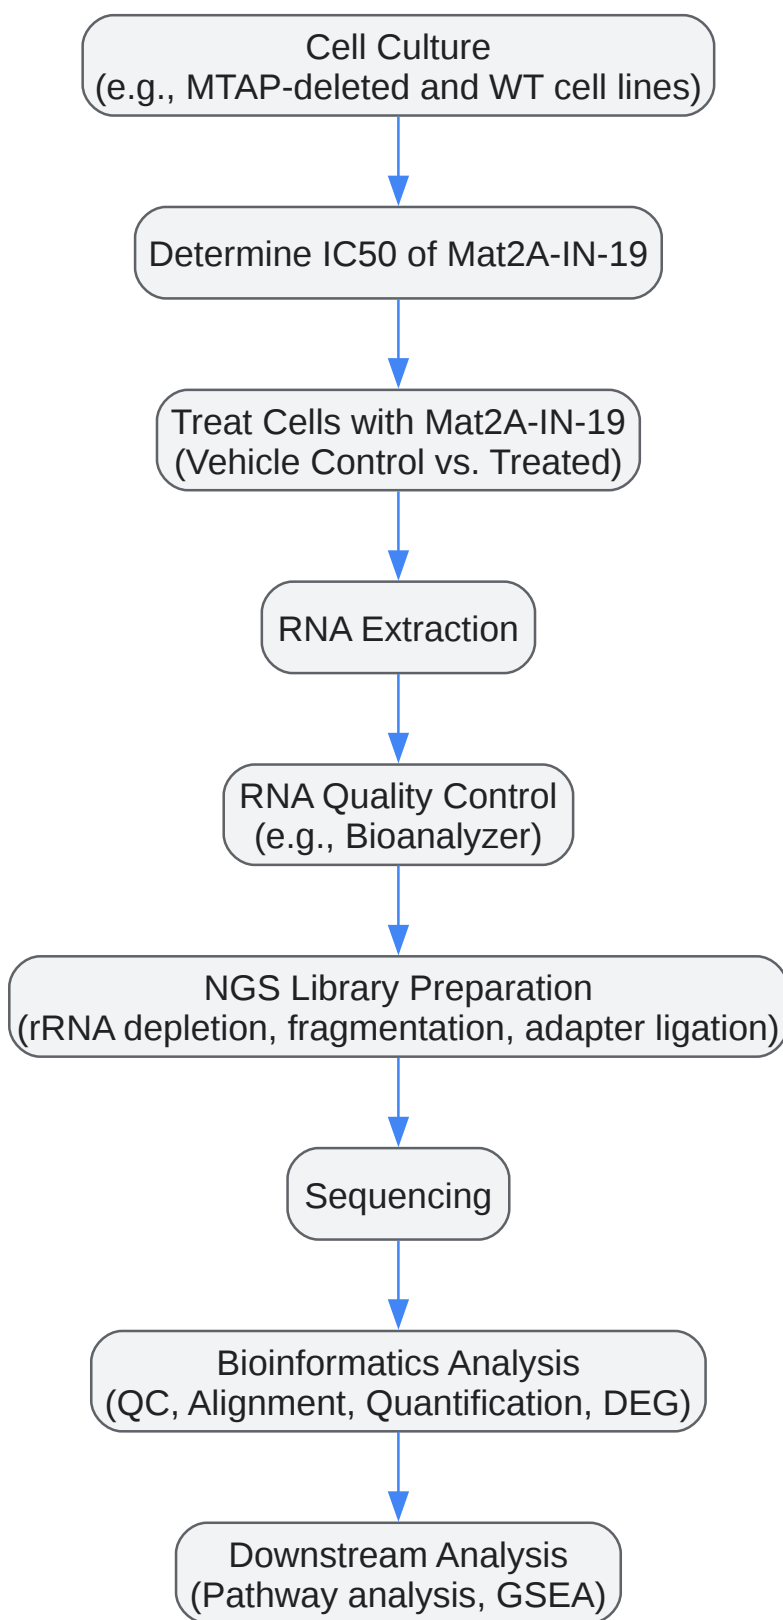 Cell Culture
(e.g., MTAP-deleted and WT cell lines)
Determine IC50 of Mat2A-IN-19
Treat Cells with Mat2A-IN-19
(Vehicle Control vs. Treated)
RNA Extraction
RNA Quality Control
(e.g., Bioanalyzer)
NGS Library Preparation
(rRNA depletion, fragmentation, adapter ligation)
Sequencing
Bioinformatics Analysis
(QC, Alignment, Quantification, DEG)
Downstream Analysis
(Pathway analysis, GSEA)